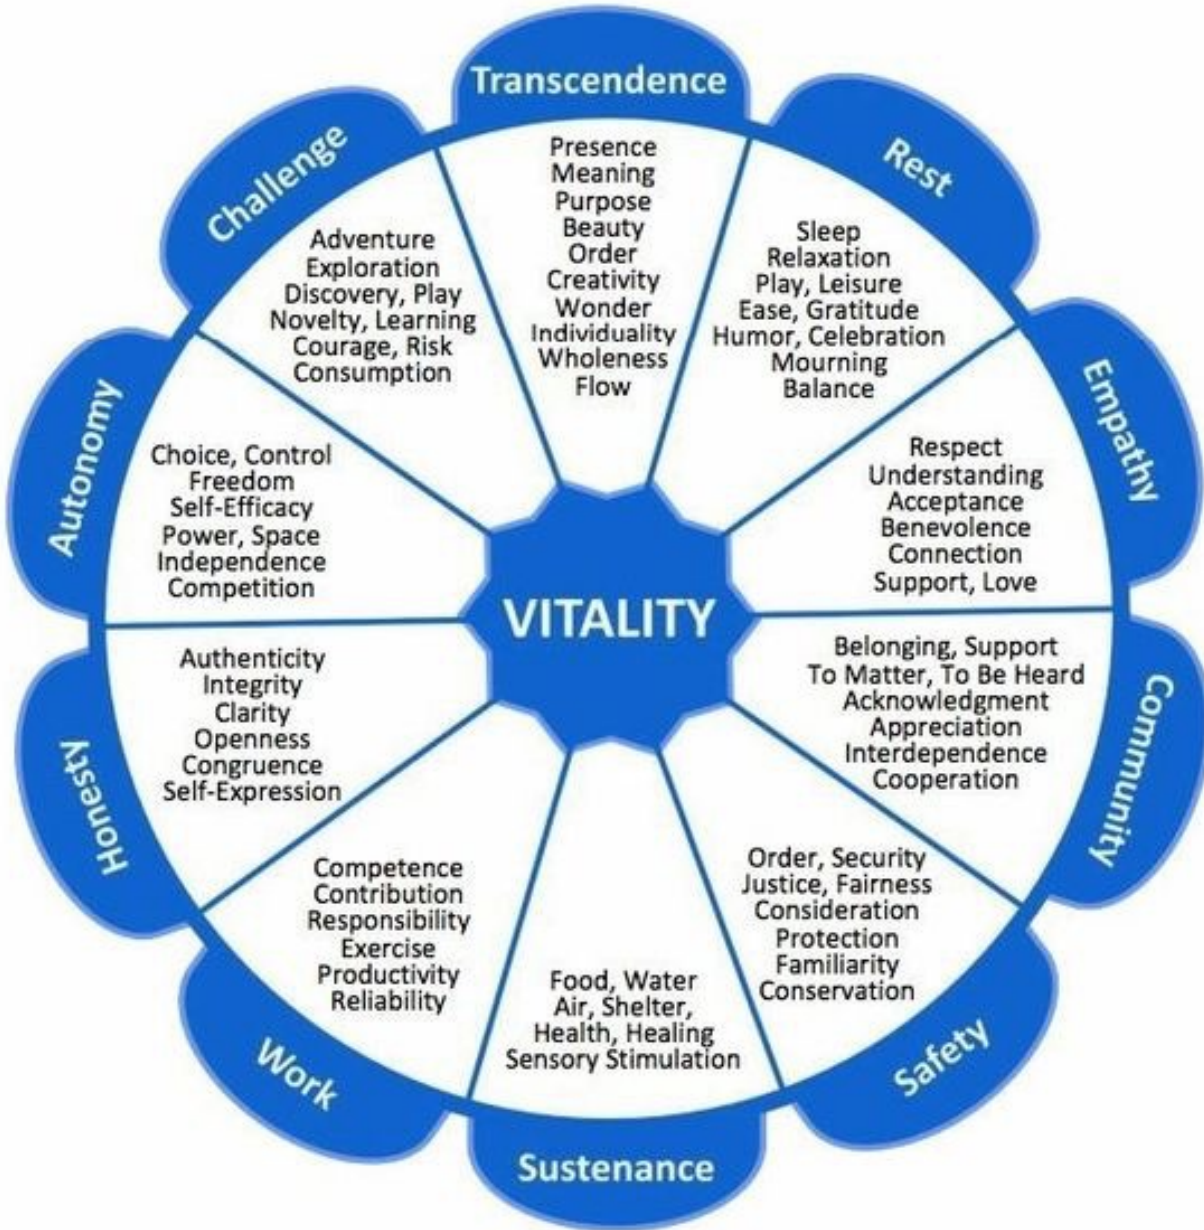 Transcendence
Presence
Meaning
Purpose
Beauty
Order
Creativity
Wonder
Individuality
Wholeness
Flow
Rest
Sleep
Relaxation
Play, Leisure
Ease, Gratitude
Humor, Celebration
Mourning
Balance
Empathy
Respect
Understanding
Acceptance
Benevolence
Connection
Support, Love
Community
Belonging, Support
To Matter, To Be Heard
Acknowledgment
Appreciation
Interdependence
Cooperation
Safety
Order, Security
Justice, Fairness
Consideration
Protection
Familiarity
Conservation
Sustenance
Food, Water
Air, Shelter,
Health, Healing
Sensory Stimulation
Work
Competence
Contribution
Responsibility
Exercise
Productivity
Reliability
Honesty
Authenticity
Integrity
Clarity
Openness
Congruence
Self-Expression
Autonomy
Choice, Control
Freedom
Self-Efficacy
Power, Space
Independence
Competition
Challenge
Adventure
Exploration
Discovery, Play
Novelty, Learning
Courage, Risk
Consumption
VITALITY